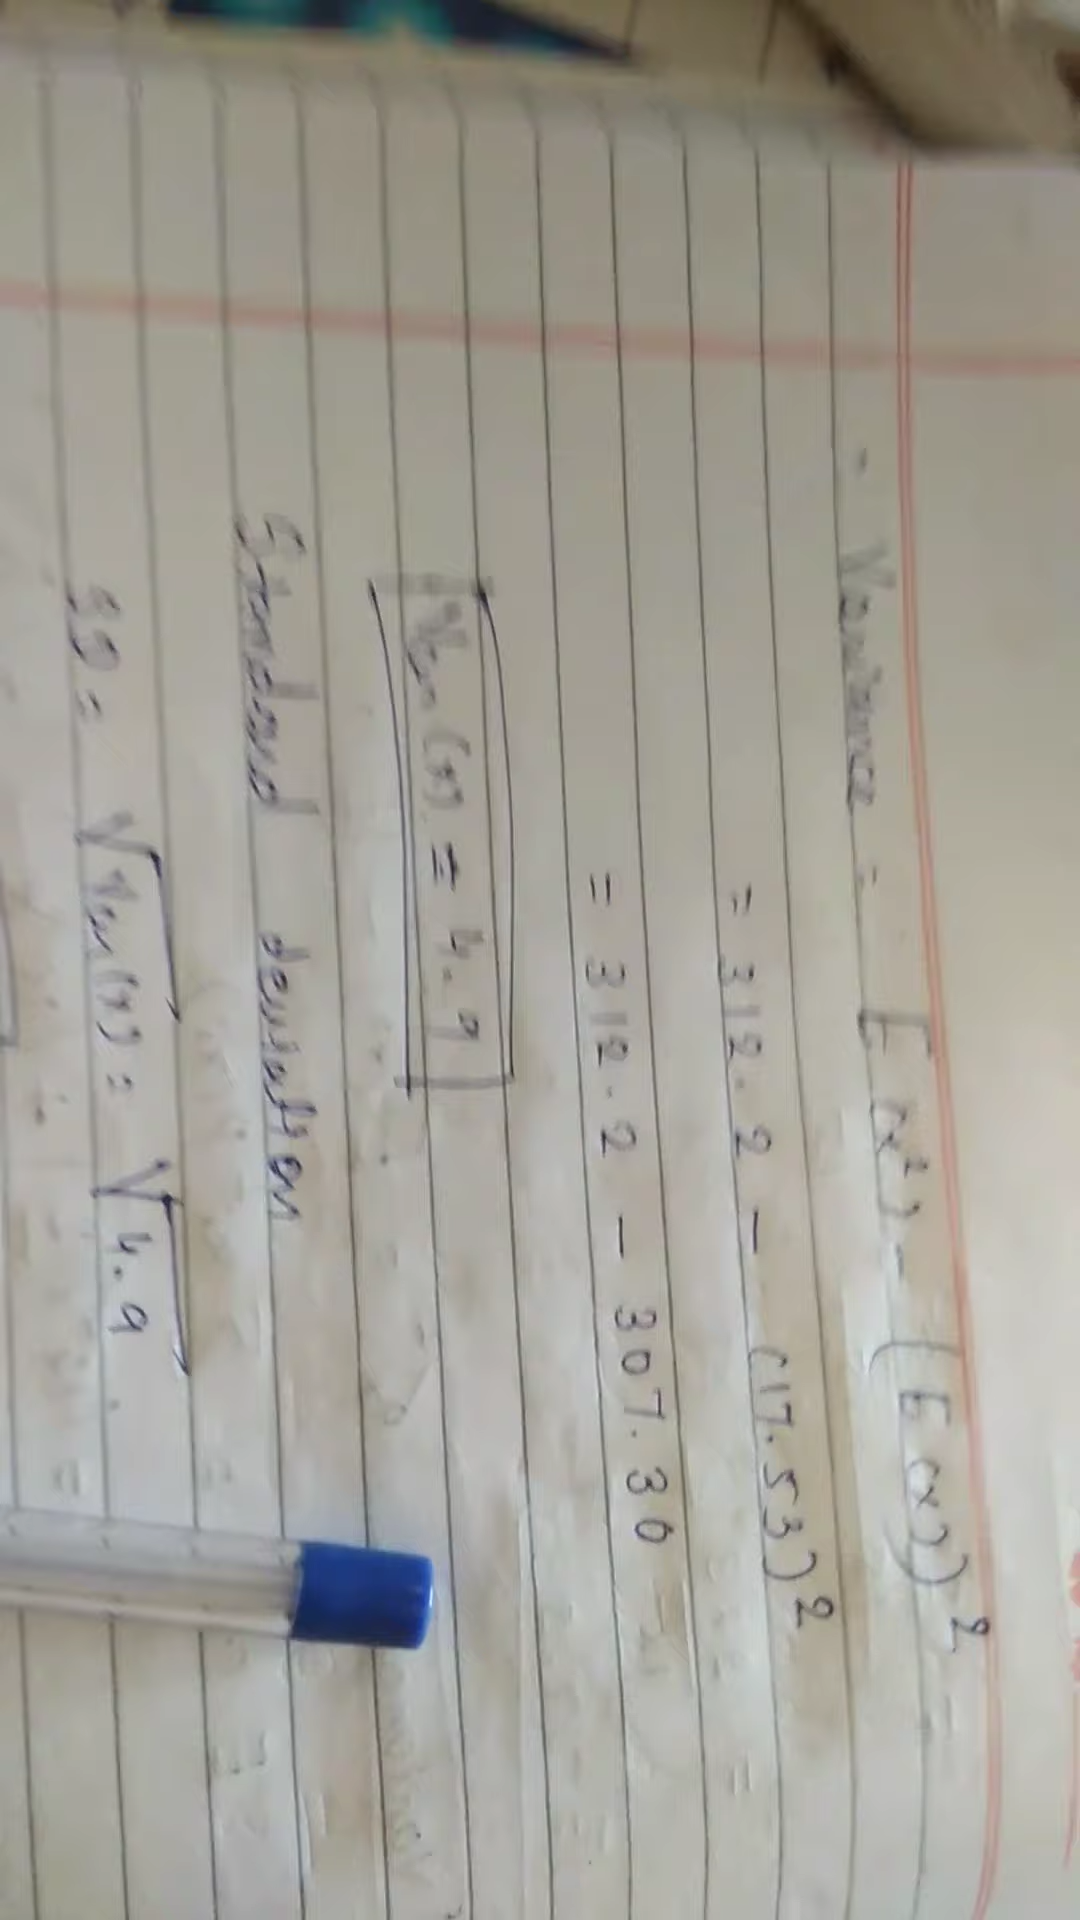 - Variance = E(x²) - (E(x))² =
= 312.2 - (17.53)²
= 312.2 - 307.30
Var(x) = 4.9
Standard deviation
SD = √Var(x) = √4.9